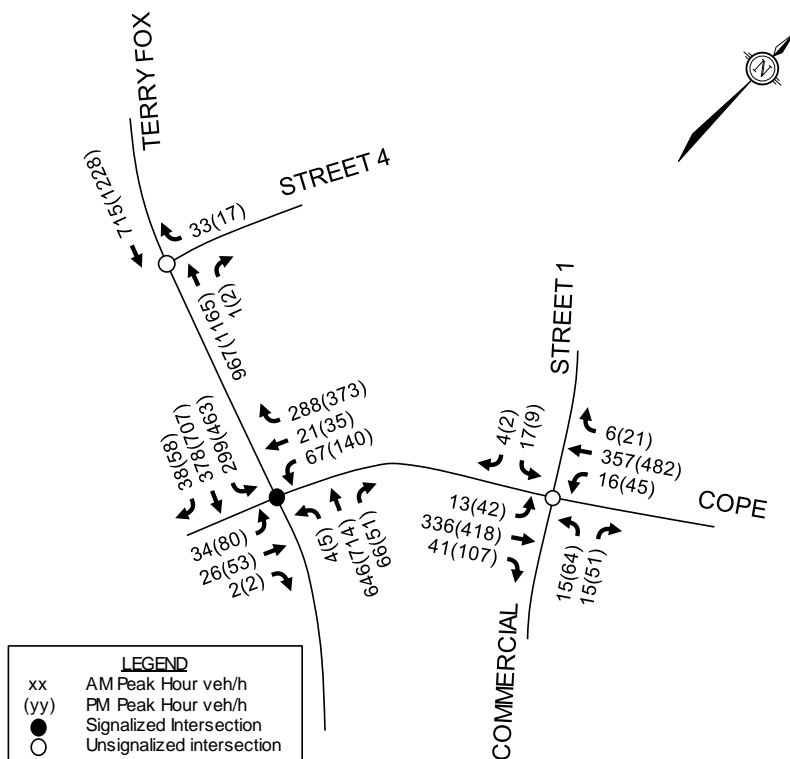 TERRY FOX
STREET 4
715(1228)
33(17)
967(1165)
1(2)
STREET 1
38(58)
378(707)
299(463)
288(373)
21(35)
67(140)
4(2)
17(9)
6(21)
357(482)
16(45)
COPE
34(80)
26(53)
2(2)
4(5)
646(714)
66(51)
13(42)
336(418)
41(107)
15(64)
15(51)
COMMERCIAL
N
LEGEND
xx AM Peak Hour veh/h
(yy) PM Peak Hour veh/h
Signalized Intersection
Unsignalized intersection